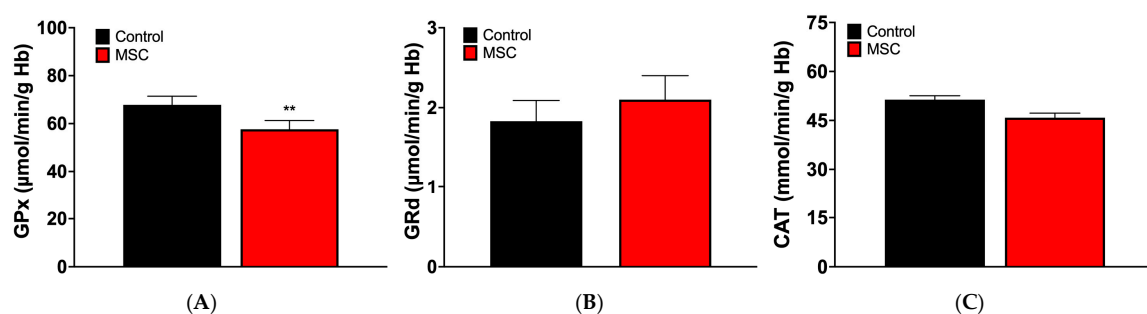 GPx (µmol/min/g Hb)
100
80
60
40
20
0
Control
MSC
**
(A)
GRd (µmol/min/g Hb)
3
2
1
0
Control
MSC
(B)
CAT (mmol/min/g Hb)
75
60
45
30
15
0
Control
MSC
(C)